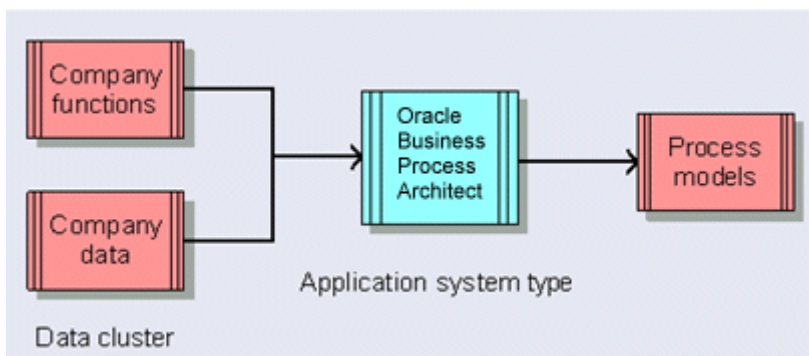 Company
functions
Oracle
Business
Process
Architect
Process
models
Company
data
Application system type
Data cluster